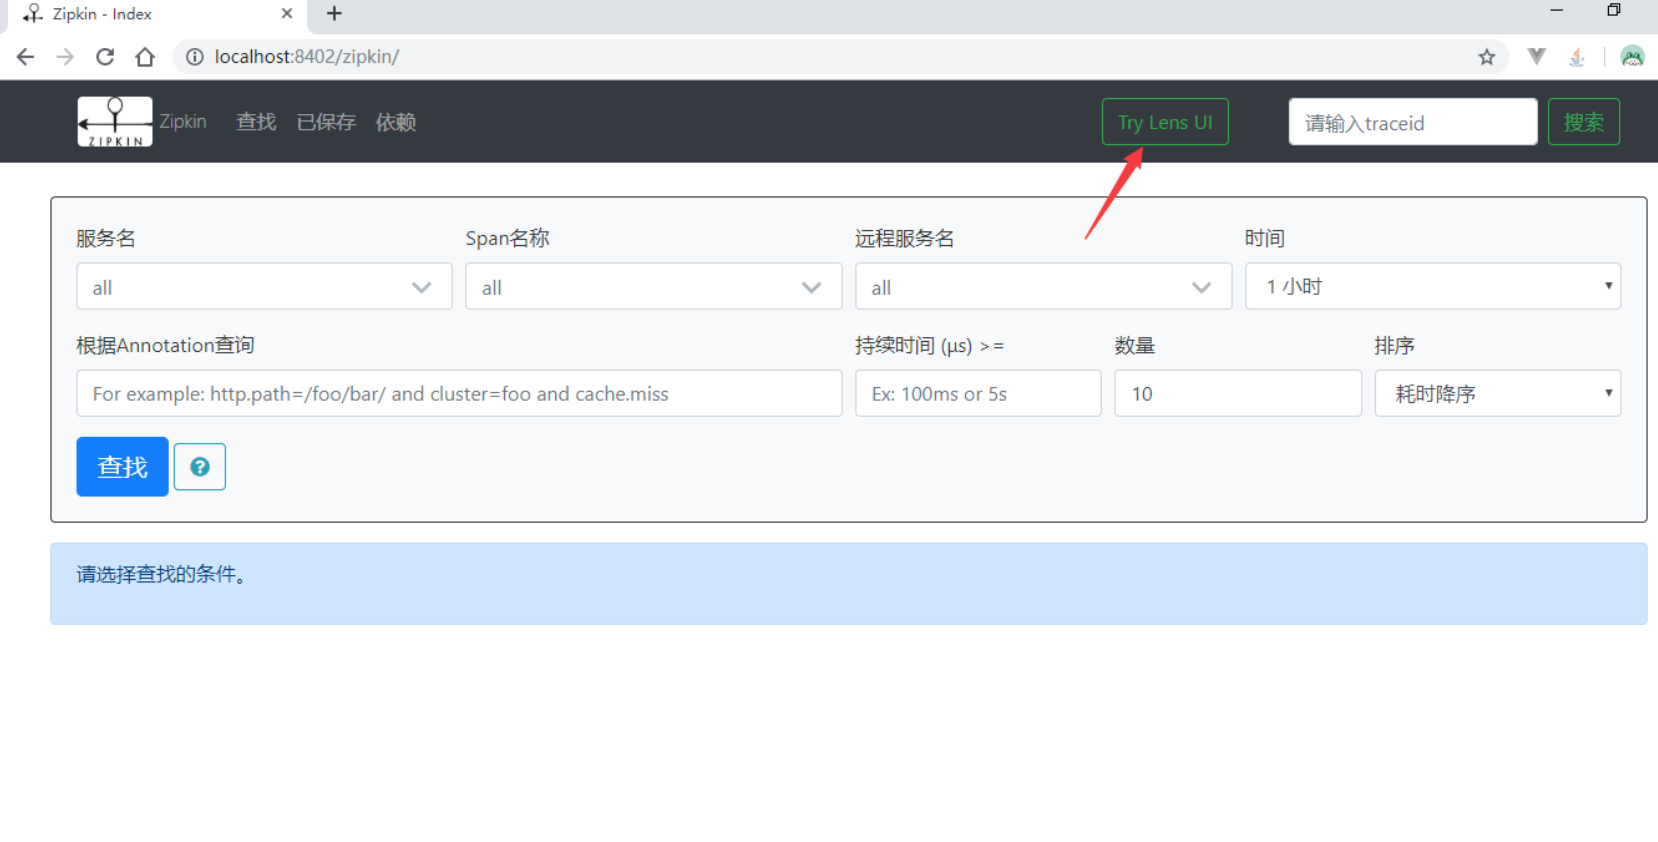 Zipkin - Index
localhost:8402/zipkin/
ZIPKIN Zipkin 查找 已保存 依赖 Try Lens UI 请输入traceid 搜索
服务名 Span名称 远程服务名 时间
all all all 1 小时
根据Annotation查询 持续时间 (μs) >= 数量 排序
For example: http.path=/foo/bar/ and cluster=foo and cache.miss Ex: 100ms or 5s 10 耗时降序
查找 ?
请选择查找的条件。